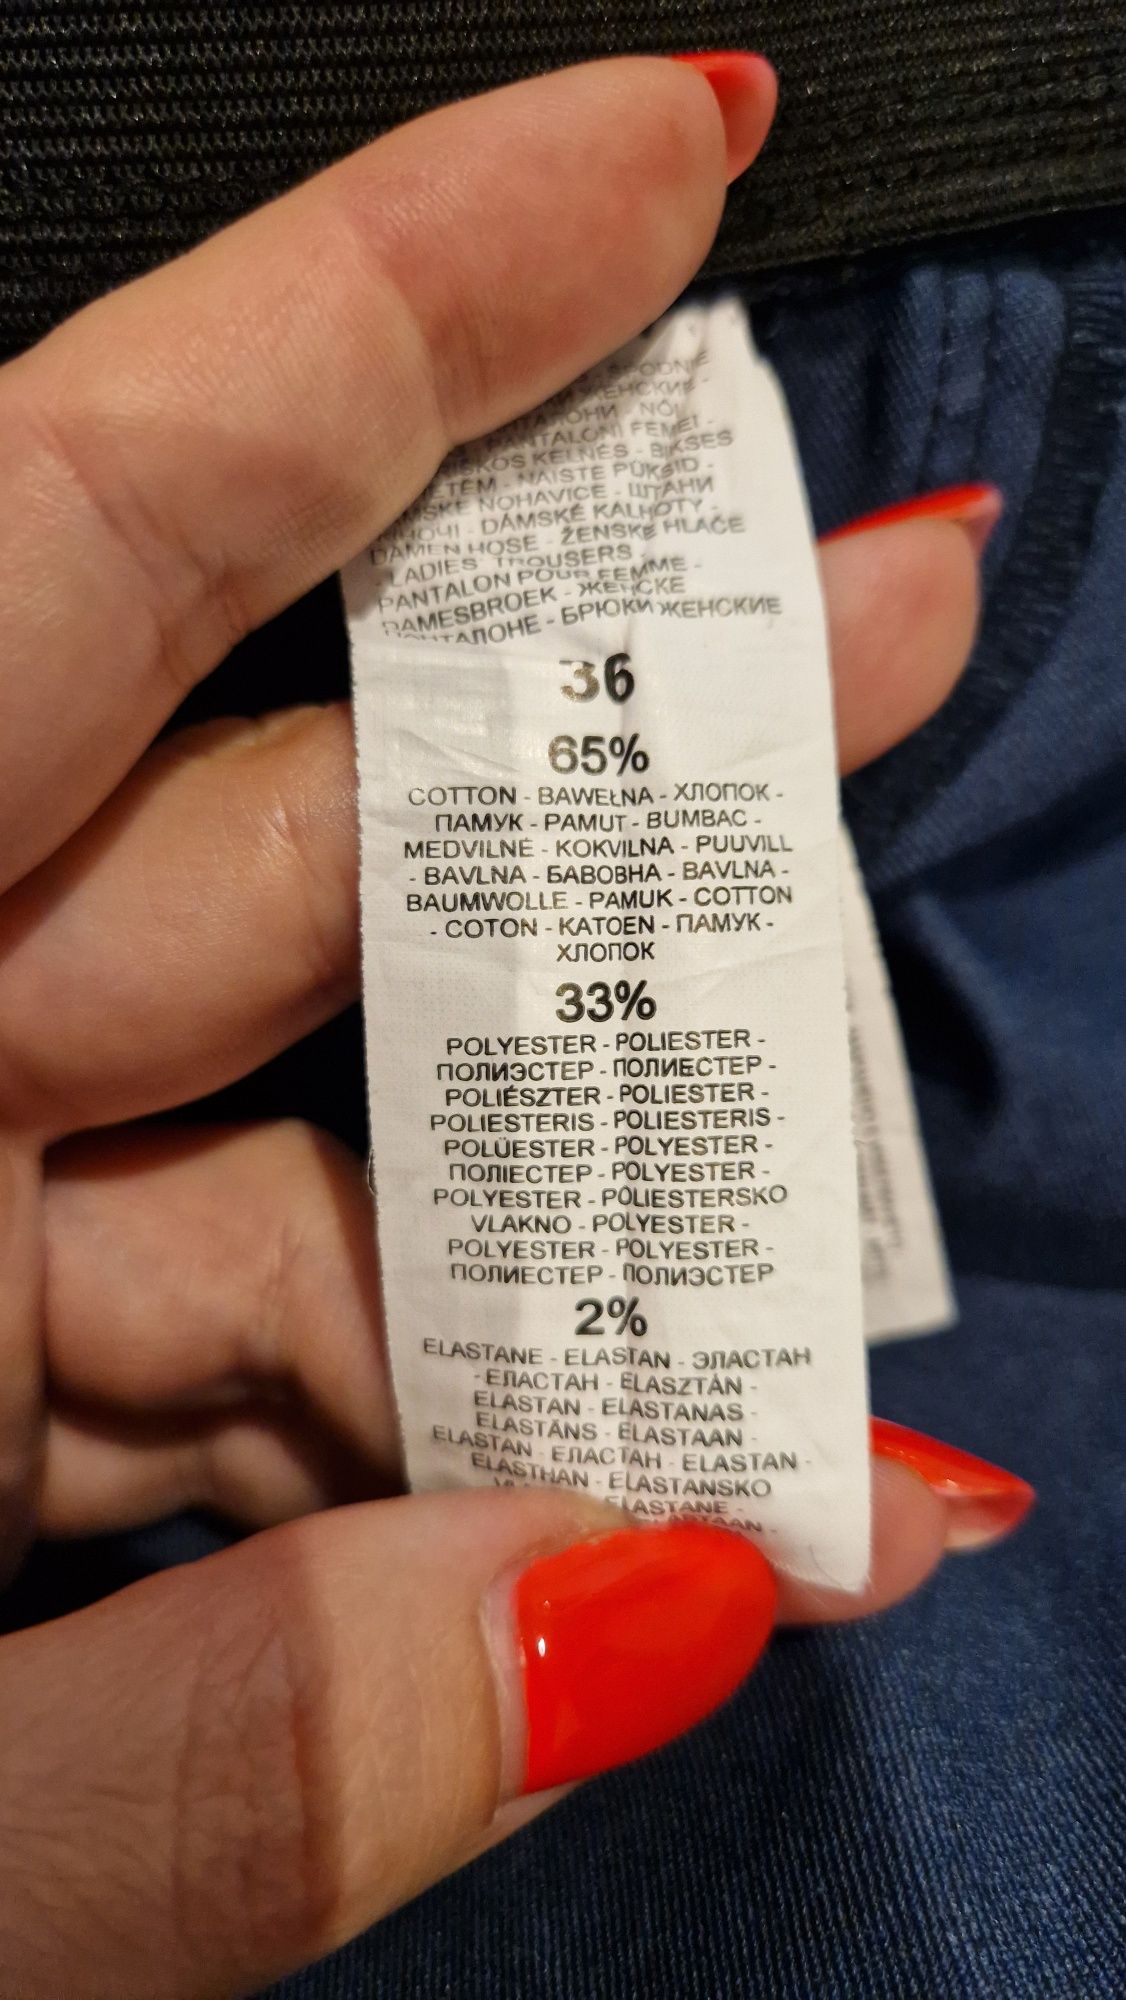 SPODNIE
ЖЕНСКИЕ -
- NŐI
PANTALONI FEMEI -
KELNĖS - BIKSES
- NAISTE PÜKSID -
NOHAVICE - ШТАНИ
- DÁMSKÉ KALHOTY -
DAMEN HOSE - ŽENSKE HLAČE
- LADIES' TROUSERS -
PANTALON POUR FEMME -
DAMESBROEK - ЖЕНСКЕ
- БРЮКИ ЖЕНСКИЕ
36
65%
COTTON - BAWEŁNA - ХЛОПОК -
ПАМУК - PAMUT - BUMBAC -
MEDVILNĖ - KOKVILNA - PUUVILL
- BAVLNA - БАВОВНА - BAVLNA -
BAUMWOLLE - PAMUK - COTTON
- COTON - KATOEN - ПАМУК -
ХЛОПОК
33%
POLYESTER - POLIESTER -
ПОЛИЭСТЕР - ПОЛИЕСТЕР -
POLIÉSZTER - POLIESTER -
POLIESTERIS - POLIESTERIS -
POLÜESTER - POLYESTER -
ПОЛІЕСТЕР - POLYESTER -
POLYESTER - POLIESTERSKO
VLAKNO - POLYESTER -
POLYESTER - POLYESTER -
ПОЛИЕСТЕР - ПОЛИЭСТЕР
2%
ELASTANE - ELASTAN - ЭЛАСТАН
- ЕЛАСТАН - ELASZTÁN -
ELASTAN - ELASTANAS -
ELASTĀNS - ELASTAAN -
ELASTAN - ЕЛАСТАН - ELASTAN -
ELASTHAN - ELASTANSKO
ELASTANE -